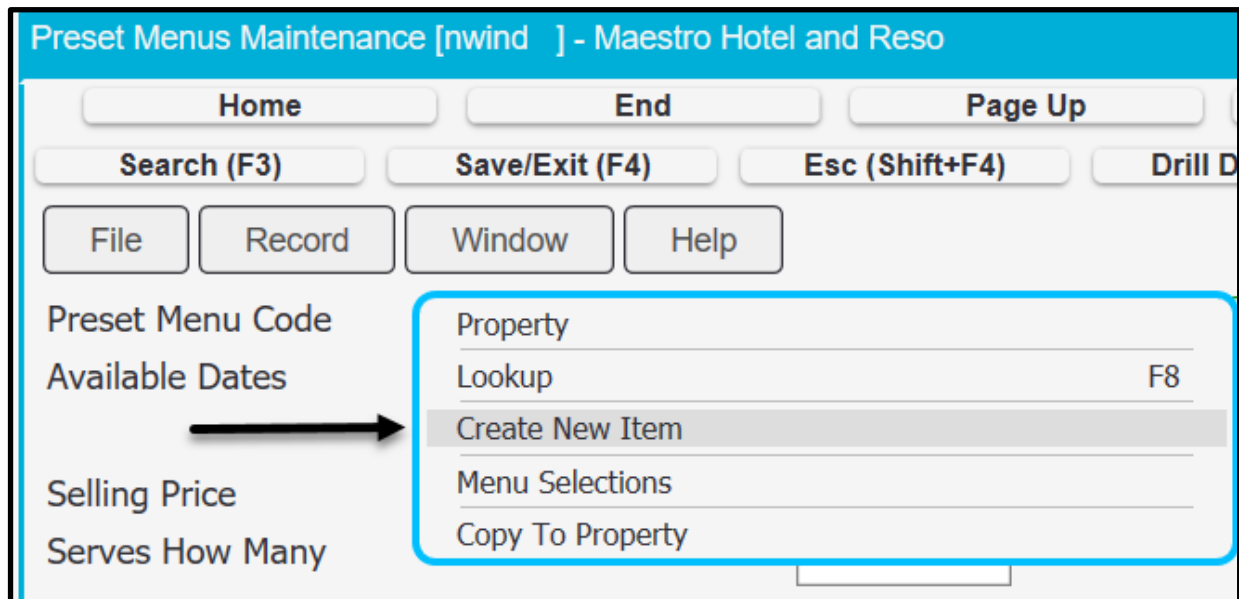 Preset Menus Maintenance [nwind ] - Maestro Hotel and Reso
Home End Page Up
Search (F3) Save/Exit (F4) Esc (Shift+F4) Drill D
File Record Window Help
Preset Menu Code
Property
Available Dates
Lookup F8
Create New Item
Selling Price
Menu Selections
Serves How Many
Copy To Property